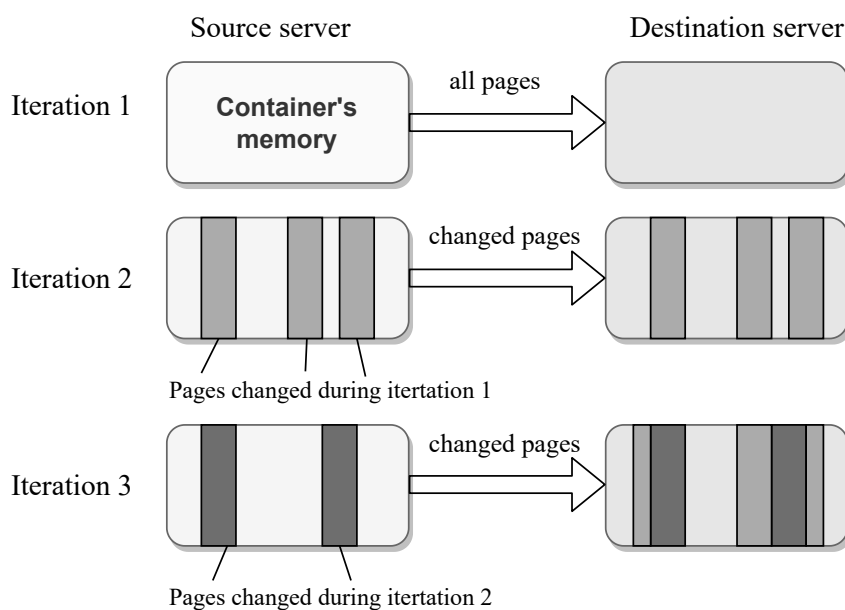 Source server
Destination server
Iteration 1
Container's
memory
all pages
Iteration 2
changed pages
Pages changed during itertation 1
Iteration 3
changed pages
Pages changed during itertation 2